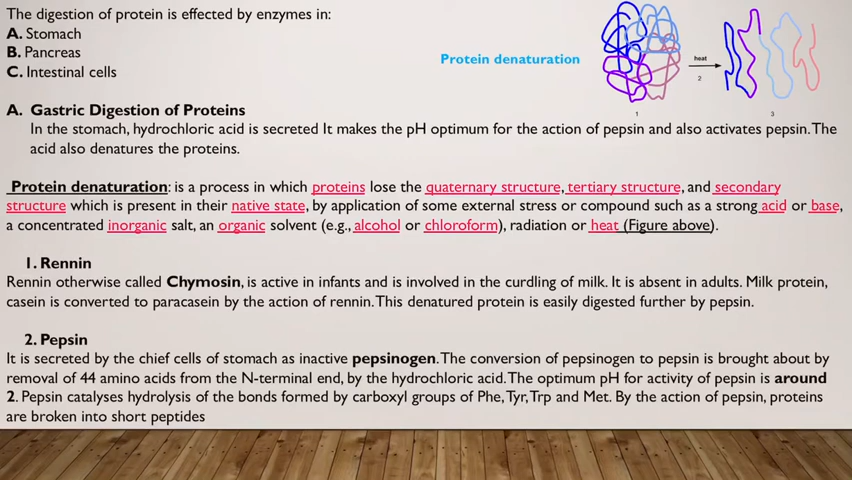 The digestion of protein is effected by enzymes in:
A. Stomach
B. Pancreas
C. Intestinal cells
Protein denaturation
heat
2
1
3
A. Gastric Digestion of Proteins
In the stomach, hydrochloric acid is secreted It makes the pH optimum for the action of pepsin and also activates pepsin. The
acid also denatures the proteins.
Protein denaturation: is a process in which proteins lose the quaternary structure, tertiary structure, and secondary
structure which is present in their native state, by application of some external stress or compound such as a strong acid or base,
a concentrated inorganic salt, an organic solvent (e.g., alcohol or chloroform), radiation or heat (Figure above).
1. Rennin
Rennin otherwise called Chymosin, is active in infants and is involved in the curdling of milk. It is absent in adults. Milk protein,
casein is converted to paracasein by the action of rennin. This denatured protein is easily digested further by pepsin.
2. Pepsin
It is secreted by the chief cells of stomach as inactive pepsinogen. The conversion of pepsinogen to pepsin is brought about by
removal of 44 amino acids from the N-terminal end, by the hydrochloric acid. The optimum pH for activity of pepsin is around
2. Pepsin catalyses hydrolysis of the bonds formed by carboxyl groups of Phe, Tyr, Trp and Met. By the action of pepsin, proteins
are broken into short peptides